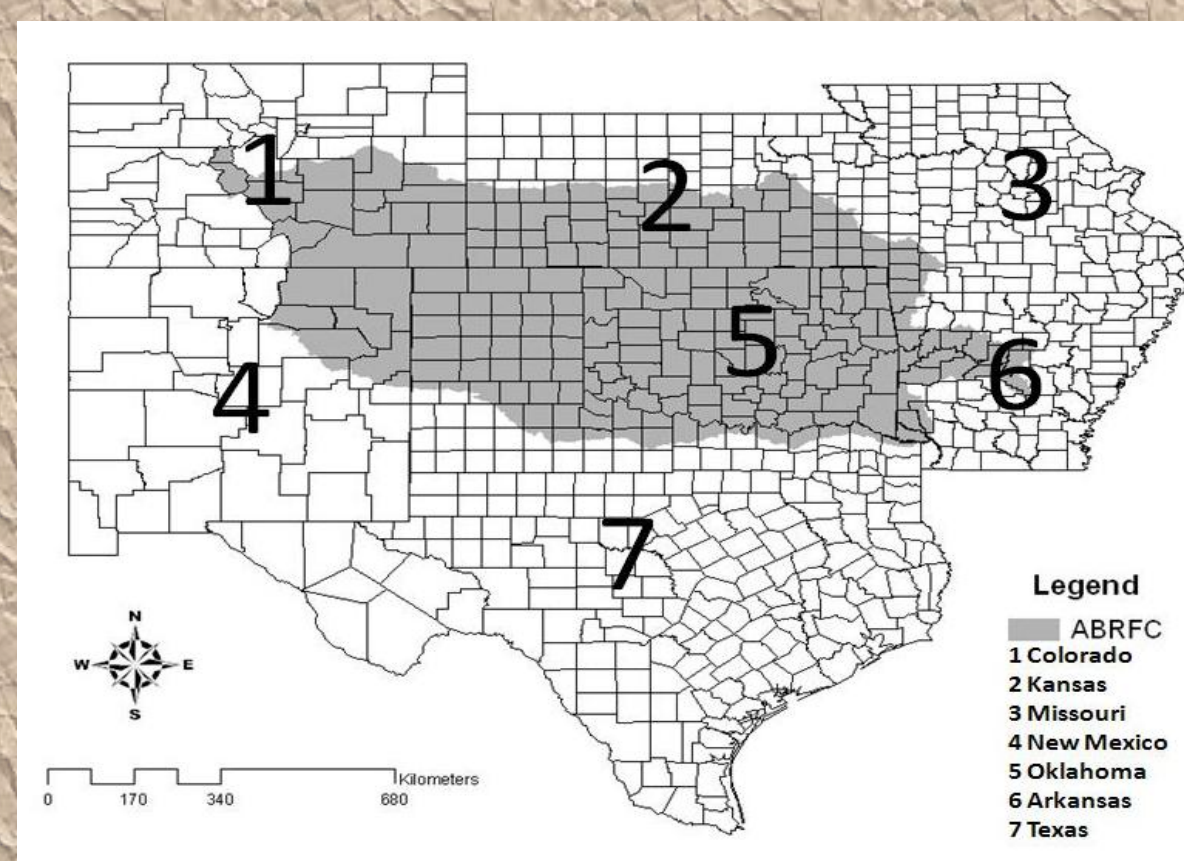 1
2
3
4
5
6
7
N
W E
S
Kilometers
0 170 340 680
Legend
ABRFC
1 Colorado
2 Kansas
3 Missouri
4 New Mexico
5 Oklahoma
6 Arkansas
7 Texas